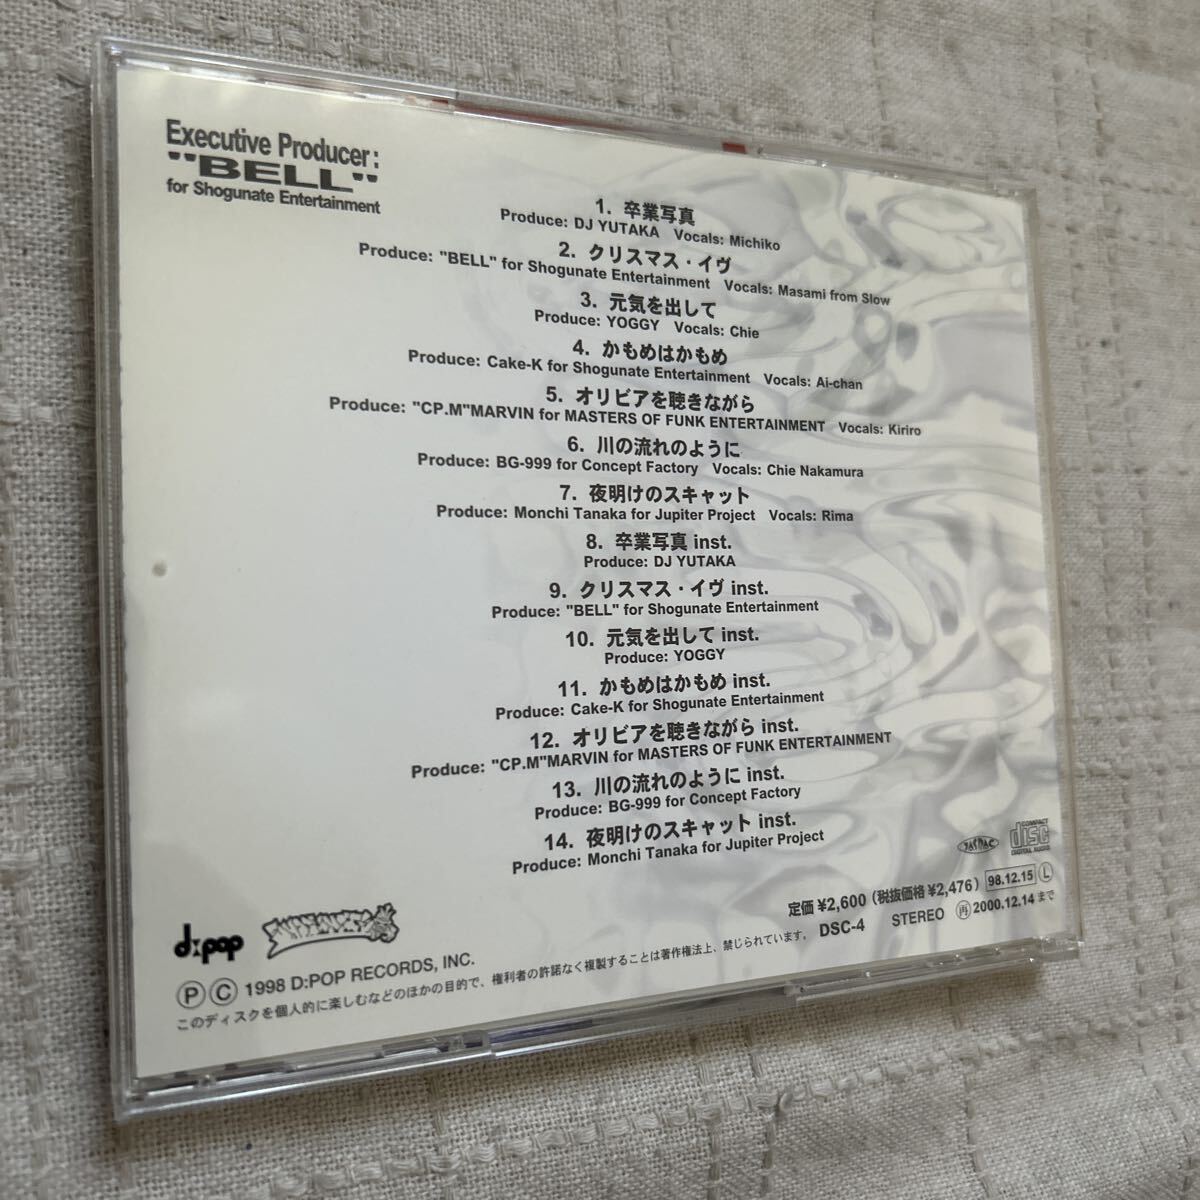 Executive Producer:
"BELL"
for Shogunate Entertainment
1. 卒業写真
Produce: DJ YUTAKA Vocals: Michiko
2. クリスマス・イヴ
Produce: "BELL" for Shogunate Entertainment Vocals: Masami from Slow
3. 元気を出して
Produce: YOGGY Vocals: Chie
4. かもめはかもめ
Produce: Cake-K for Shogunate Entertainment Vocals: Ai-chan
5. オリビアを聴きながら
Produce: "CP.M"MARVIN for MASTERS OF FUNK ENTERTAINMENT Vocals: Kiriro
6. 川の流れのように
Produce: BG-999 for Concept Factory Vocals: Chie Nakamura
7. 夜明けのスキャット
Produce: Monchi Tanaka for Jupiter Project Vocals: Rima
8. 卒業写真 inst.
Produce: DJ YUTAKA
9. クリスマス・イヴ inst.
Produce: "BELL" for Shogunate Entertainment
10. 元気を出して inst.
Produce: YOGGY
11. かもめはかもめ inst.
Produce: Cake-K for Shogunate Entertainment
12. オリビアを聴きながら inst.
Produce: "CP.M"MARVIN for MASTERS OF FUNK ENTERTAINMENT
13. 川の流れのように inst.
Produce: BG-999 for Concept Factory
14. 夜明けのスキャット inst.
Produce: Monchi Tanaka for Jupiter Project
JASRAC
COMPACT
disc
DIGITAL AUDIO
定価 ¥2,600 (税抜価格 ¥2,476) 98.12.15 Ⓛ
DSC-4 STEREO ㊢2000.12.14まで
d:pop
Ⓟ Ⓒ 1998 D:POP RECORDS, INC.
このディスクを個人的に楽しむなどのほかの目的で、権利者の許諾なく複製することは著作権法上、禁じられています。